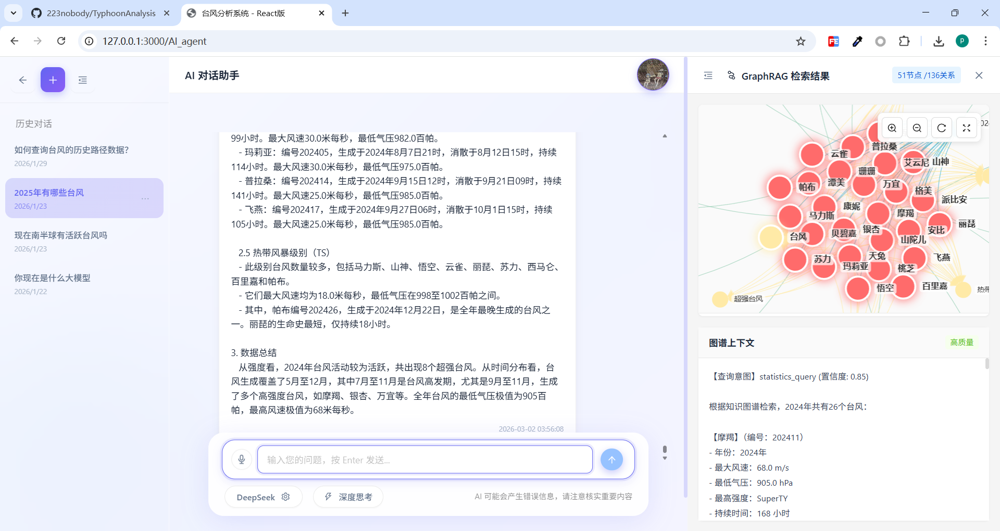 223nobody/TyphoonAnalysis
台风分析系统 - React版
127.0.0.1:3000/AI_agent
FE
P
历史对话
如何查询台风的历史路径数据?
2026/1/29
2025年有哪些台风
...
2026/1/23
现在南半球有活跃台风吗
2026/1/23
你现在是什么大模型
2026/1/22
AI 对话助手
99小时。最大风速30.0米每秒，最低气压982.0百帕。
- 玛莉亚：编号202405，生成于2024年8月7日21时，消散于8月12日15时，持续
114小时。最大风速30.0米每秒，最低气压975.0百帕。
- 普拉桑：编号202414，生成于2024年9月15日12时，消散于9月21日09时，持续
141小时。最大风速25.0米每秒，最低气压985.0百帕。
- 飞燕：编号202417，生成于2024年9月27日06时，消散于10月1日15时，持续
105小时。最大风速25.0米每秒，最低气压985.0百帕。
2.5 热带风暴级别（TS）
- 此级别台风数量较多，包括马力斯、山神、悟空、云雀、丽琵、苏力、西马仑、
百里嘉和帕布。
- 它们最大风速均为18.0米每秒，最低气压在998至1002百帕之间。
- 其中，帕布编号202426，生成于2024年12月22日，是全年最晚生成的台风之
一。丽琵的生命史最短，仅持续18小时。
3. 数据总结
从强度看，2024年台风活动较为活跃，共出现8个超强台风。从时间分布看，台
风生成覆盖了5月至12月，其中7月至11月是台风高发期，尤其是9月至11月，生成
了多个高强度台风，如摩羯、银杏、万宜等。全年台风的最低气压极值为905百
帕，最高风速极值为68米每秒。
2026-03-02 03:56:08
输入您的问题，按 Enter 发送...
DeepSeek
深度思考
AI 可能会产生错误信息，请注意核实重要内容
GraphRAG 检索结果
51节点 /136关系
202
普拉桑
云雀
艾云尼
山神
珊珊
潭美
万宜
帕布
格美
派比安
康妮
摩羯
马力斯
丽琵
银杏
安比
贝碧嘉
台风
山陀儿
天兔
飞燕
苏力
玛莉亚
桃芝
悟空
百里嘉
热带
超强台风
图谱上下文
高质量
【查询意图】statistics_query (置信度: 0.85)
根据知识图谱检索，2024年共有26个台风：
【摩羯】（编号：202411）
- 年份：2024年
- 最大风速：68.0 m/s
- 最低气压：905.0 hPa
- 最高强度：SuperTY
- 持续时间：168 小时